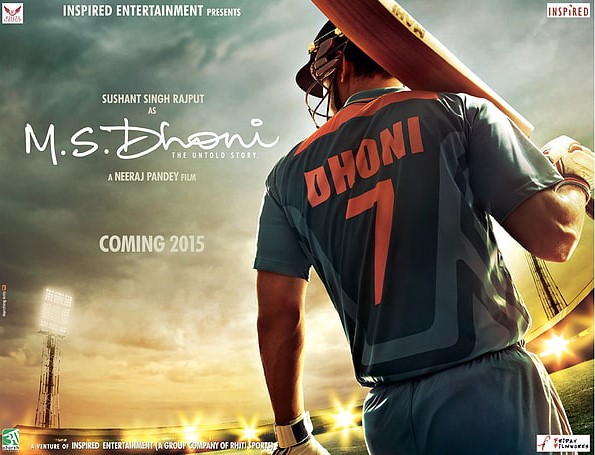 INSPIRED ENTERTAINMENT PRESENTS
INSPIRED
SUSHANT SINGH RAJPUT
AS
M.S.Dhoni
THE UNTOLD STORY
A NEERAJ PANDEY FILM
COMING 2015
DHONI
7
A VENTURE OF INSPIRED ENTERTAINMENT (A GROUP COMPANY OF RHITI SPORTS)
FRIDAY
FILMWORKS